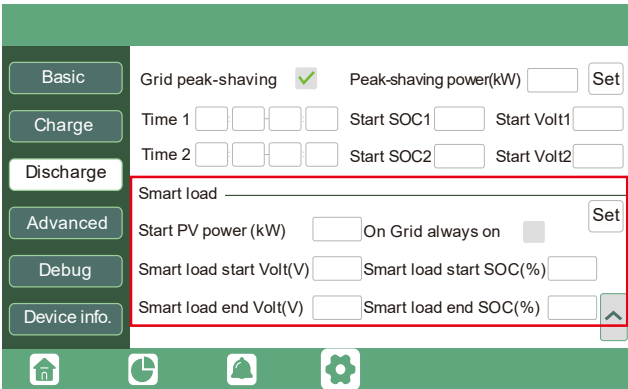 Basic
Charge
Discharge
Advanced
Debug
Device info.
Grid peak-shaving Peak-shaving power(kW) Set
Time 1 : - : Start SOC1 Start Volt1
Time 2 : - : Start SOC2 Start Volt2
Smart load
Set
Start PV power (kW) On Grid always on
Smart load start Volt(V) Smart load start SOC(%)
Smart load end Volt(V) Smart load end SOC(%)